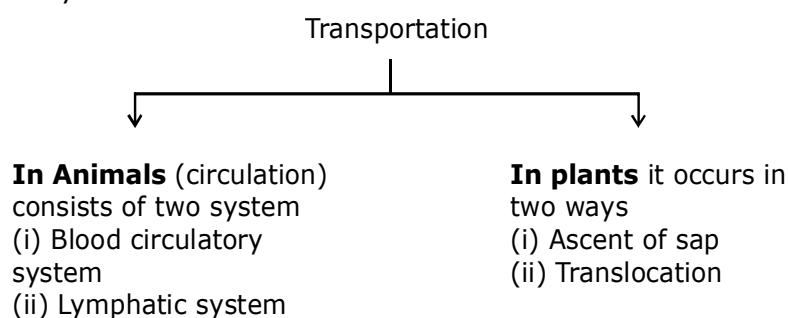 Transportation
In Animals (circulation)
consists of two system
(i) Blood circulatory
system
(ii) Lymphatic system
In plants it occurs in
two ways
(i) Ascent of sap
(ii) Translocation